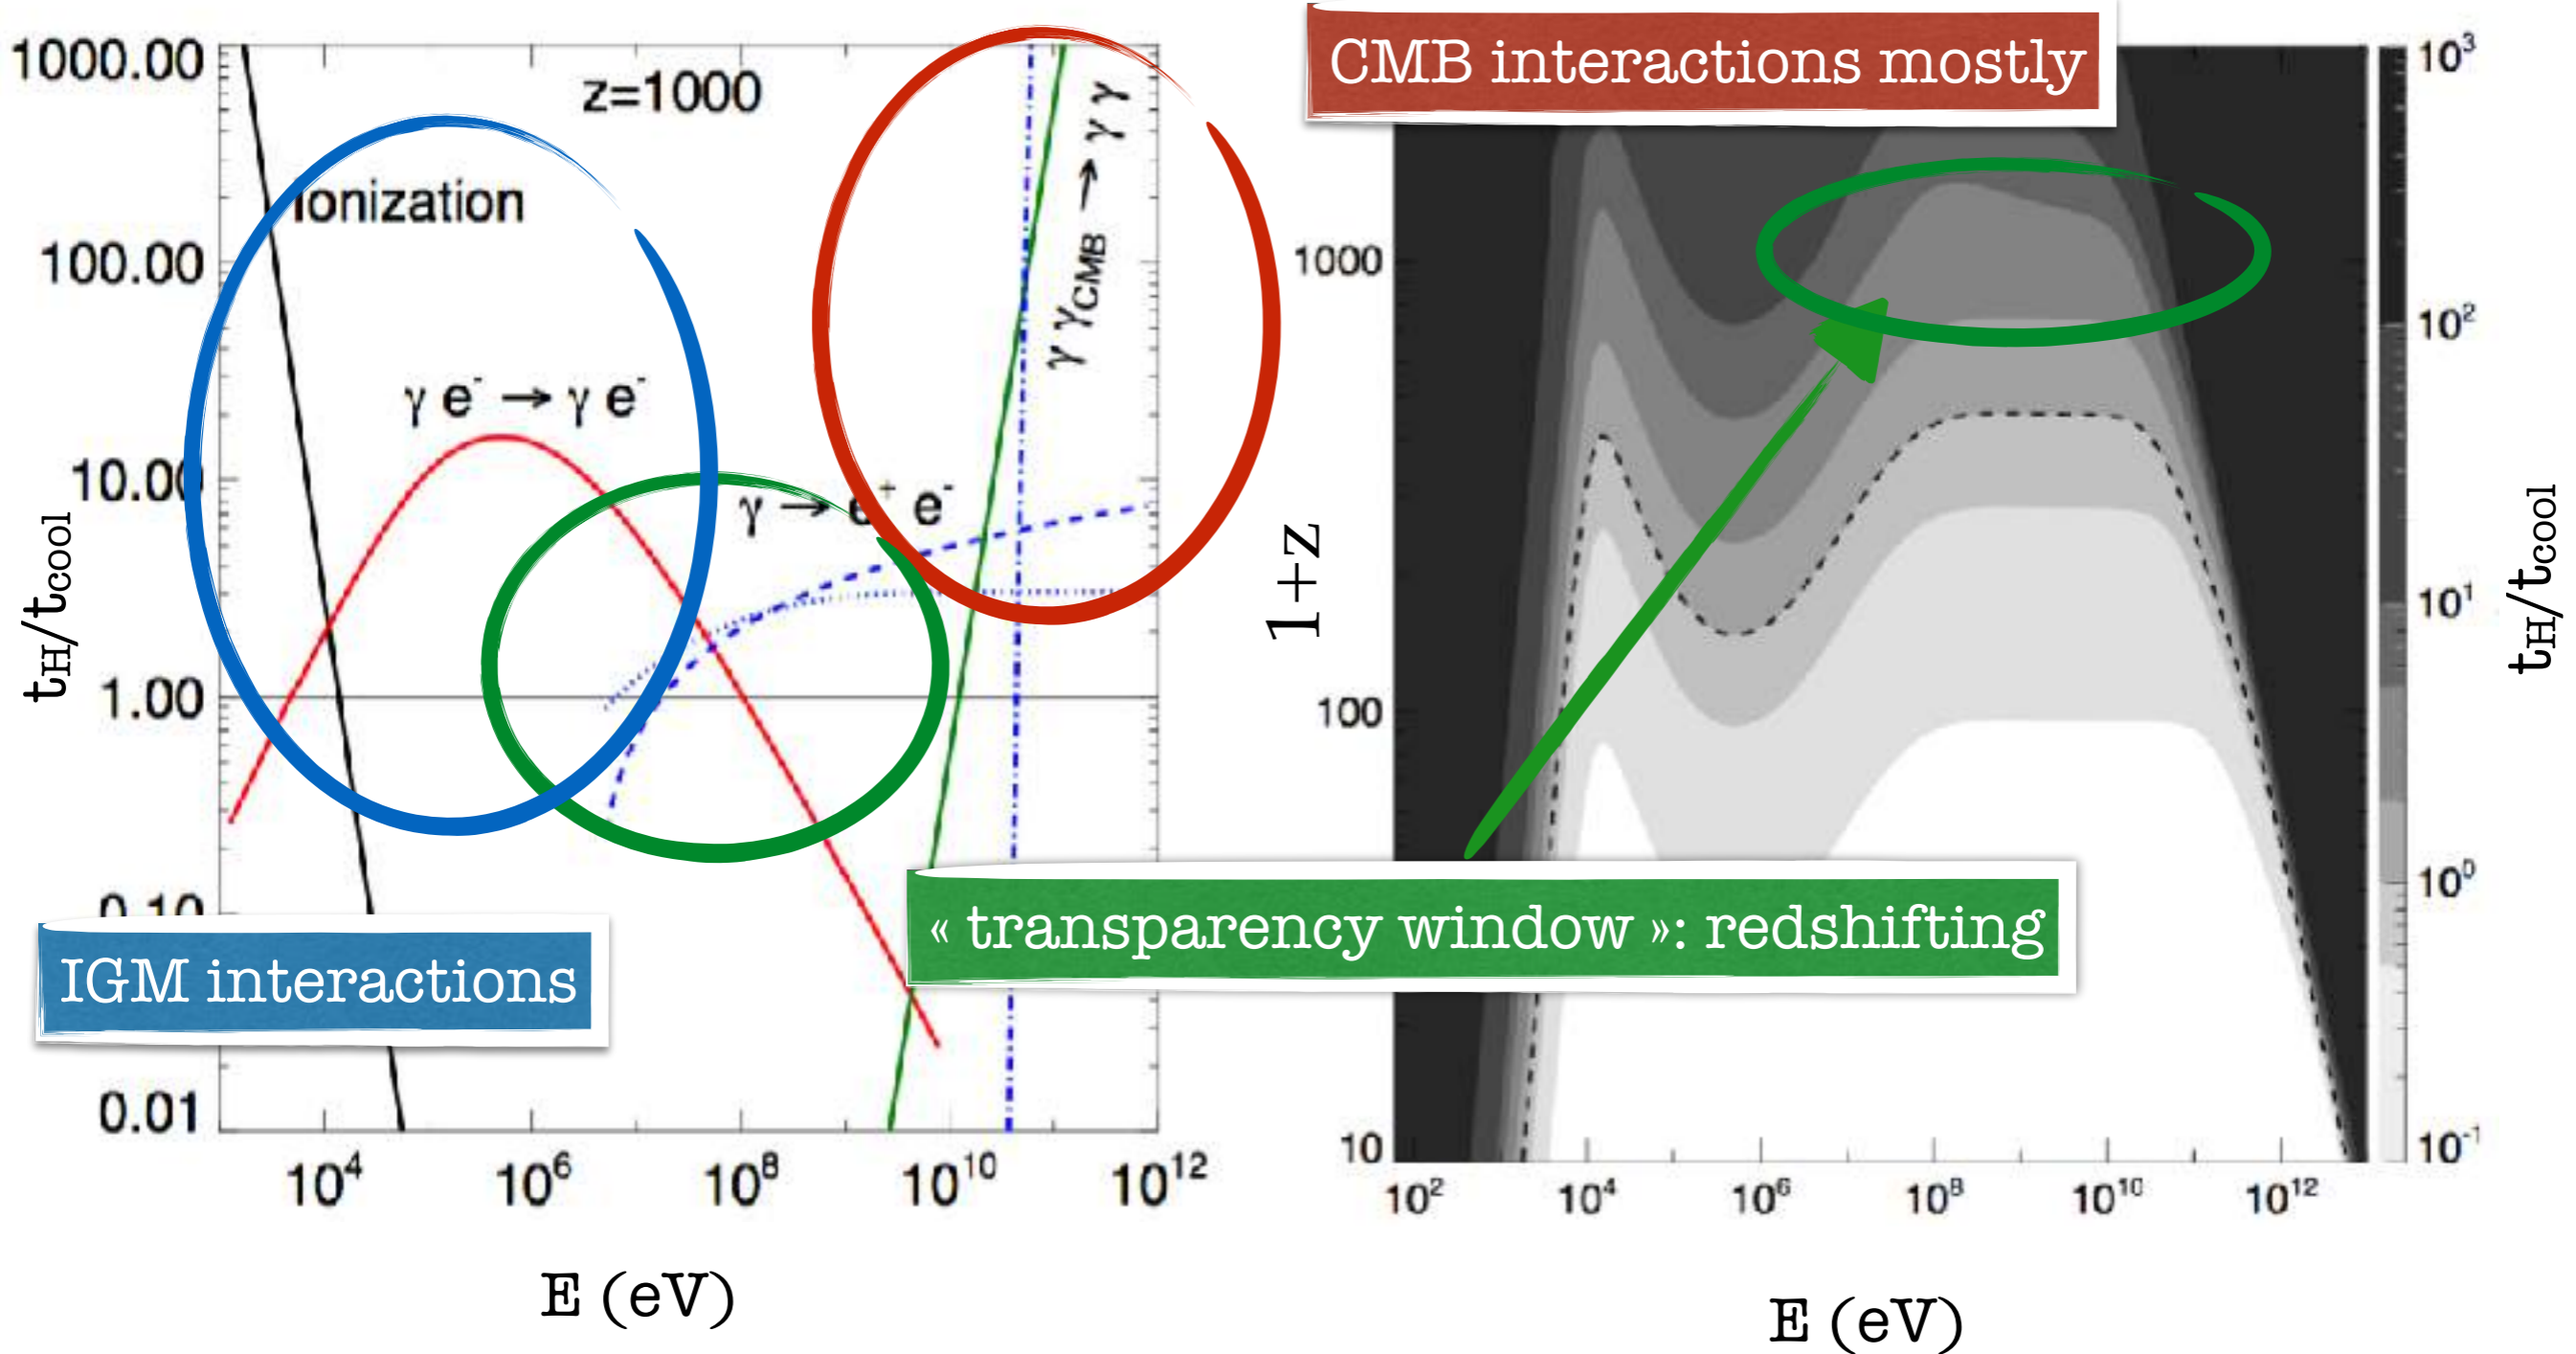 CMB interactions mostly
z=1000
Ionization
γ e⁻ → γ e⁻
γ → e⁺ e⁻
γ γCMB → γ γ
1000.00
100.00
10.00
1.00
0.10
0.01
tH/tcool
10⁴
10⁶
10⁸
10¹⁰
10¹²
E (eV)
IGM interactions
« transparency window »: redshifting
1+z
1000
100
10
10²
10⁴
10⁶
10⁸
10¹⁰
10¹²
E (eV)
10³
10²
10¹
10⁰
10⁻¹
tH/tcool